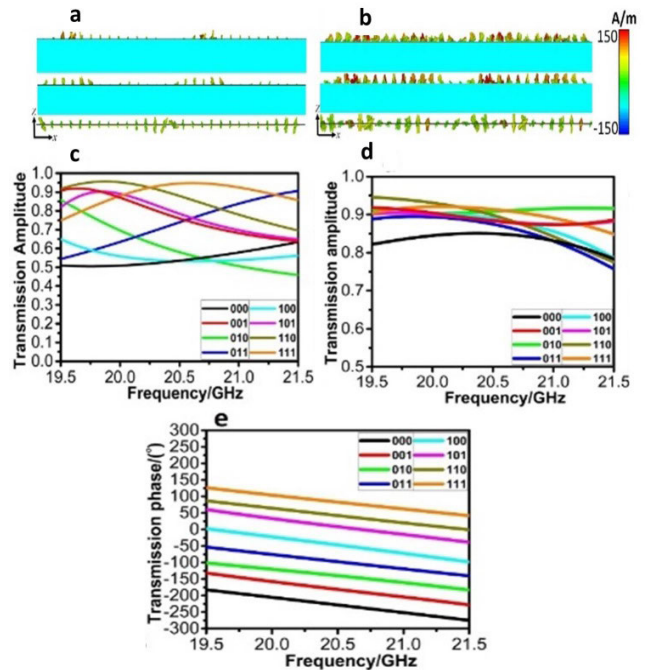 a
b
A/m
150
-150
z
x
z
x
c
Transmission Amplitude
1.0
0.9
0.8
0.7
0.6
0.5
0.4
0.3
0.2
0.1
0.0
000 100
001 101
010 110
011 111
19.5 20.0 20.5 21.0 21.5
Frequency/GHz
d
Transmission amplitude
1.0
0.9
0.8
0.7
0.6
0.5
000 100
001 101
010 110
011 111
19.5 20.0 20.5 21.0 21.5
Frequency/GHz
e
Transmission phase/(°)
300
250
200
150
100
50
0
-50
-100
-150
-200
-250
-300
000 100
001 101
010 110
011 111
19.5 20.0 20.5 21.0 21.5
Frequency/GHz